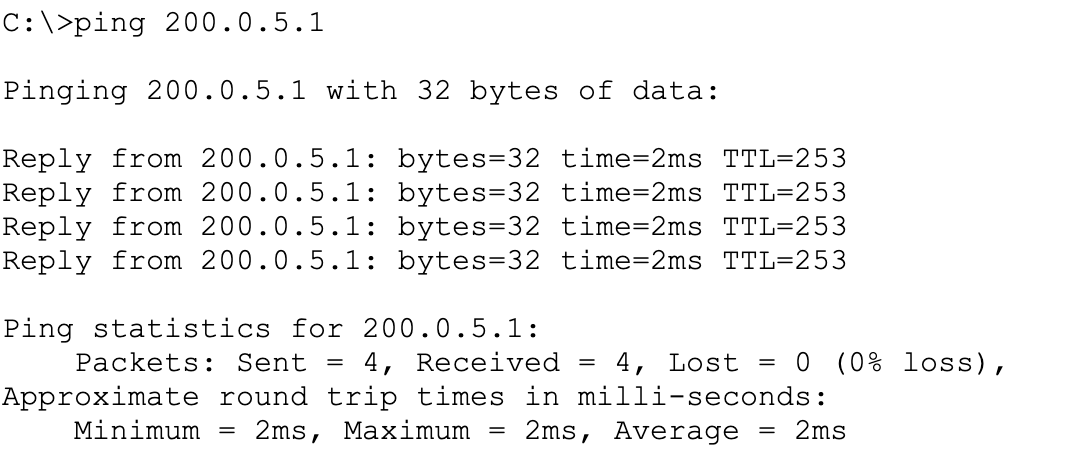 C:\>ping 200.0.5.1
Pinging 200.0.5.1 with 32 bytes of data:
Reply from 200.0.5.1: bytes=32 time=2ms TTL=253
Reply from 200.0.5.1: bytes=32 time=2ms TTL=253
Reply from 200.0.5.1: bytes=32 time=2ms TTL=253
Reply from 200.0.5.1: bytes=32 time=2ms TTL=253
Ping statistics for 200.0.5.1:
    Packets: Sent = 4, Received = 4, Lost = 0 (0% loss),
Approximate round trip times in milli-seconds:
    Minimum = 2ms, Maximum = 2ms, Average = 2ms